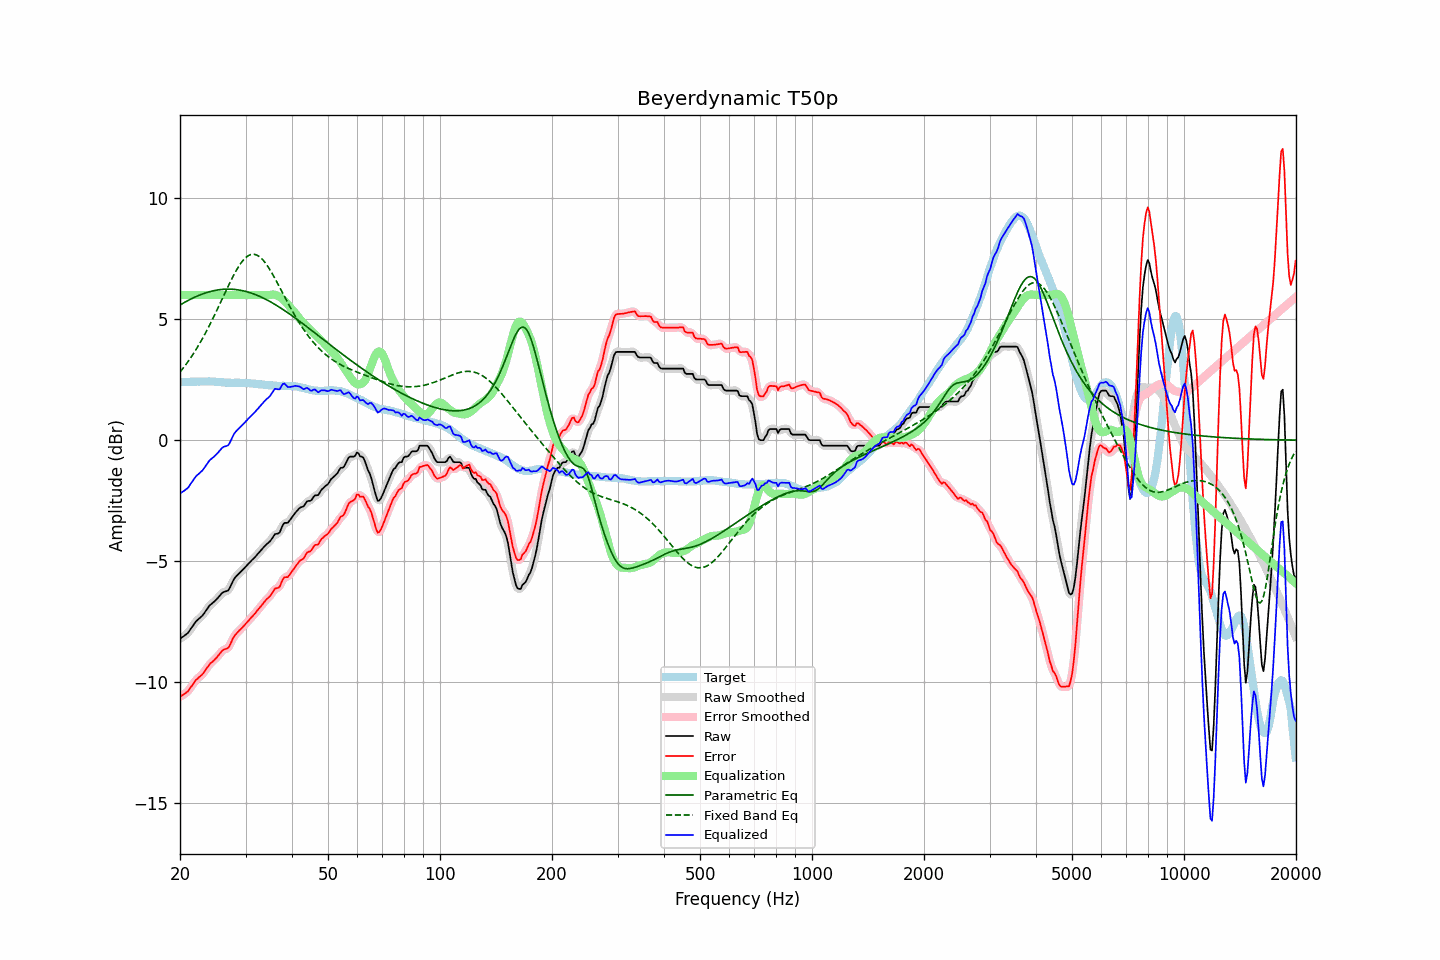 Beyerdynamic T50p
Amplitude (dBr)
10
5
0
−5
−10
−15
Target
Raw Smoothed
Error Smoothed
Raw
Error
Equalization
Parametric Eq
Fixed Band Eq
Equalized
20 50 100 200 500 1000 2000 5000 10000 20000
Frequency (Hz)